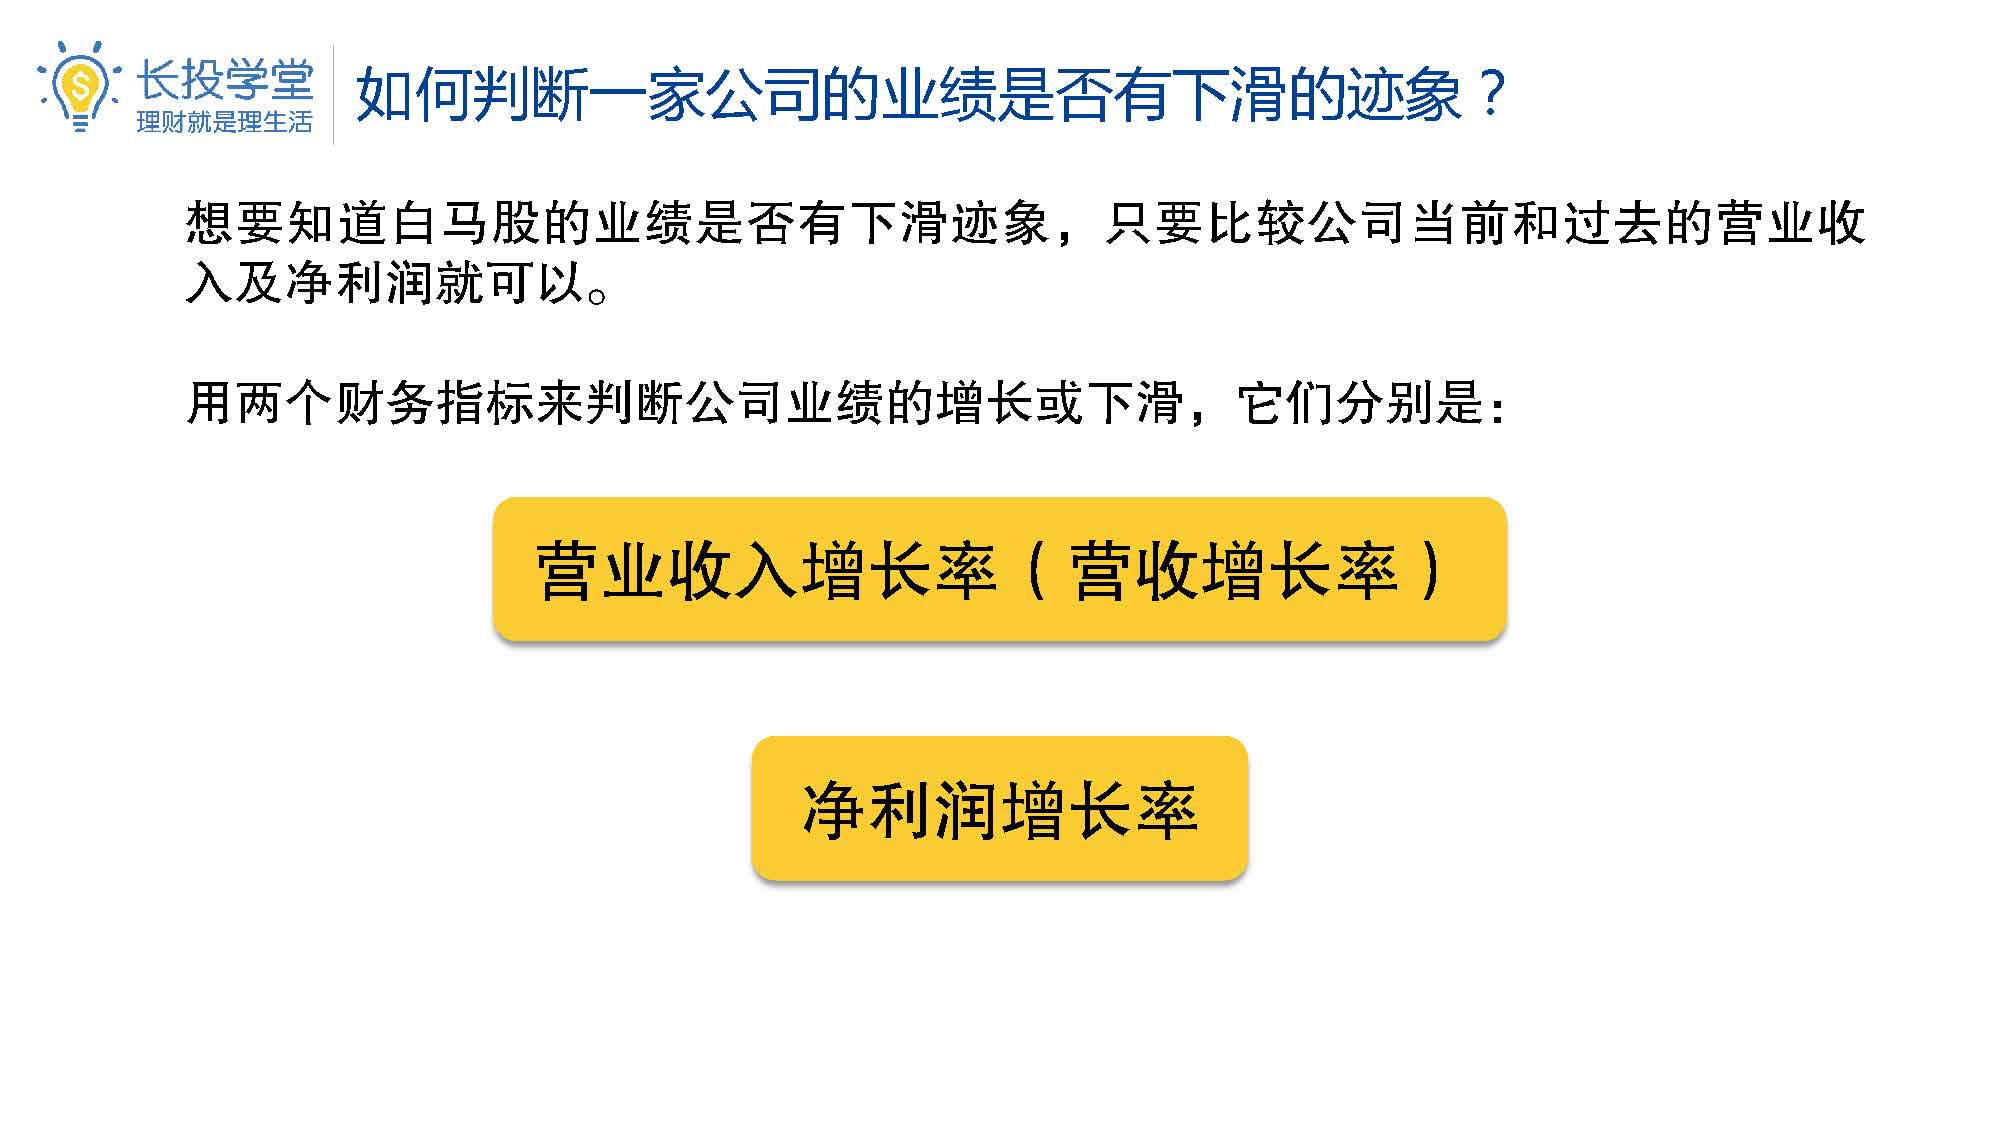 长投学堂
理财就是理生活
如何判断一家公司的业绩是否有下滑的迹象？
想要知道白马股的业绩是否有下滑迹象，只要比较公司当前和过去的营业收
入及净利润就可以。
用两个财务指标来判断公司业绩的增长或下滑，它们分别是：
营业收入增长率（营收增长率）
净利润增长率